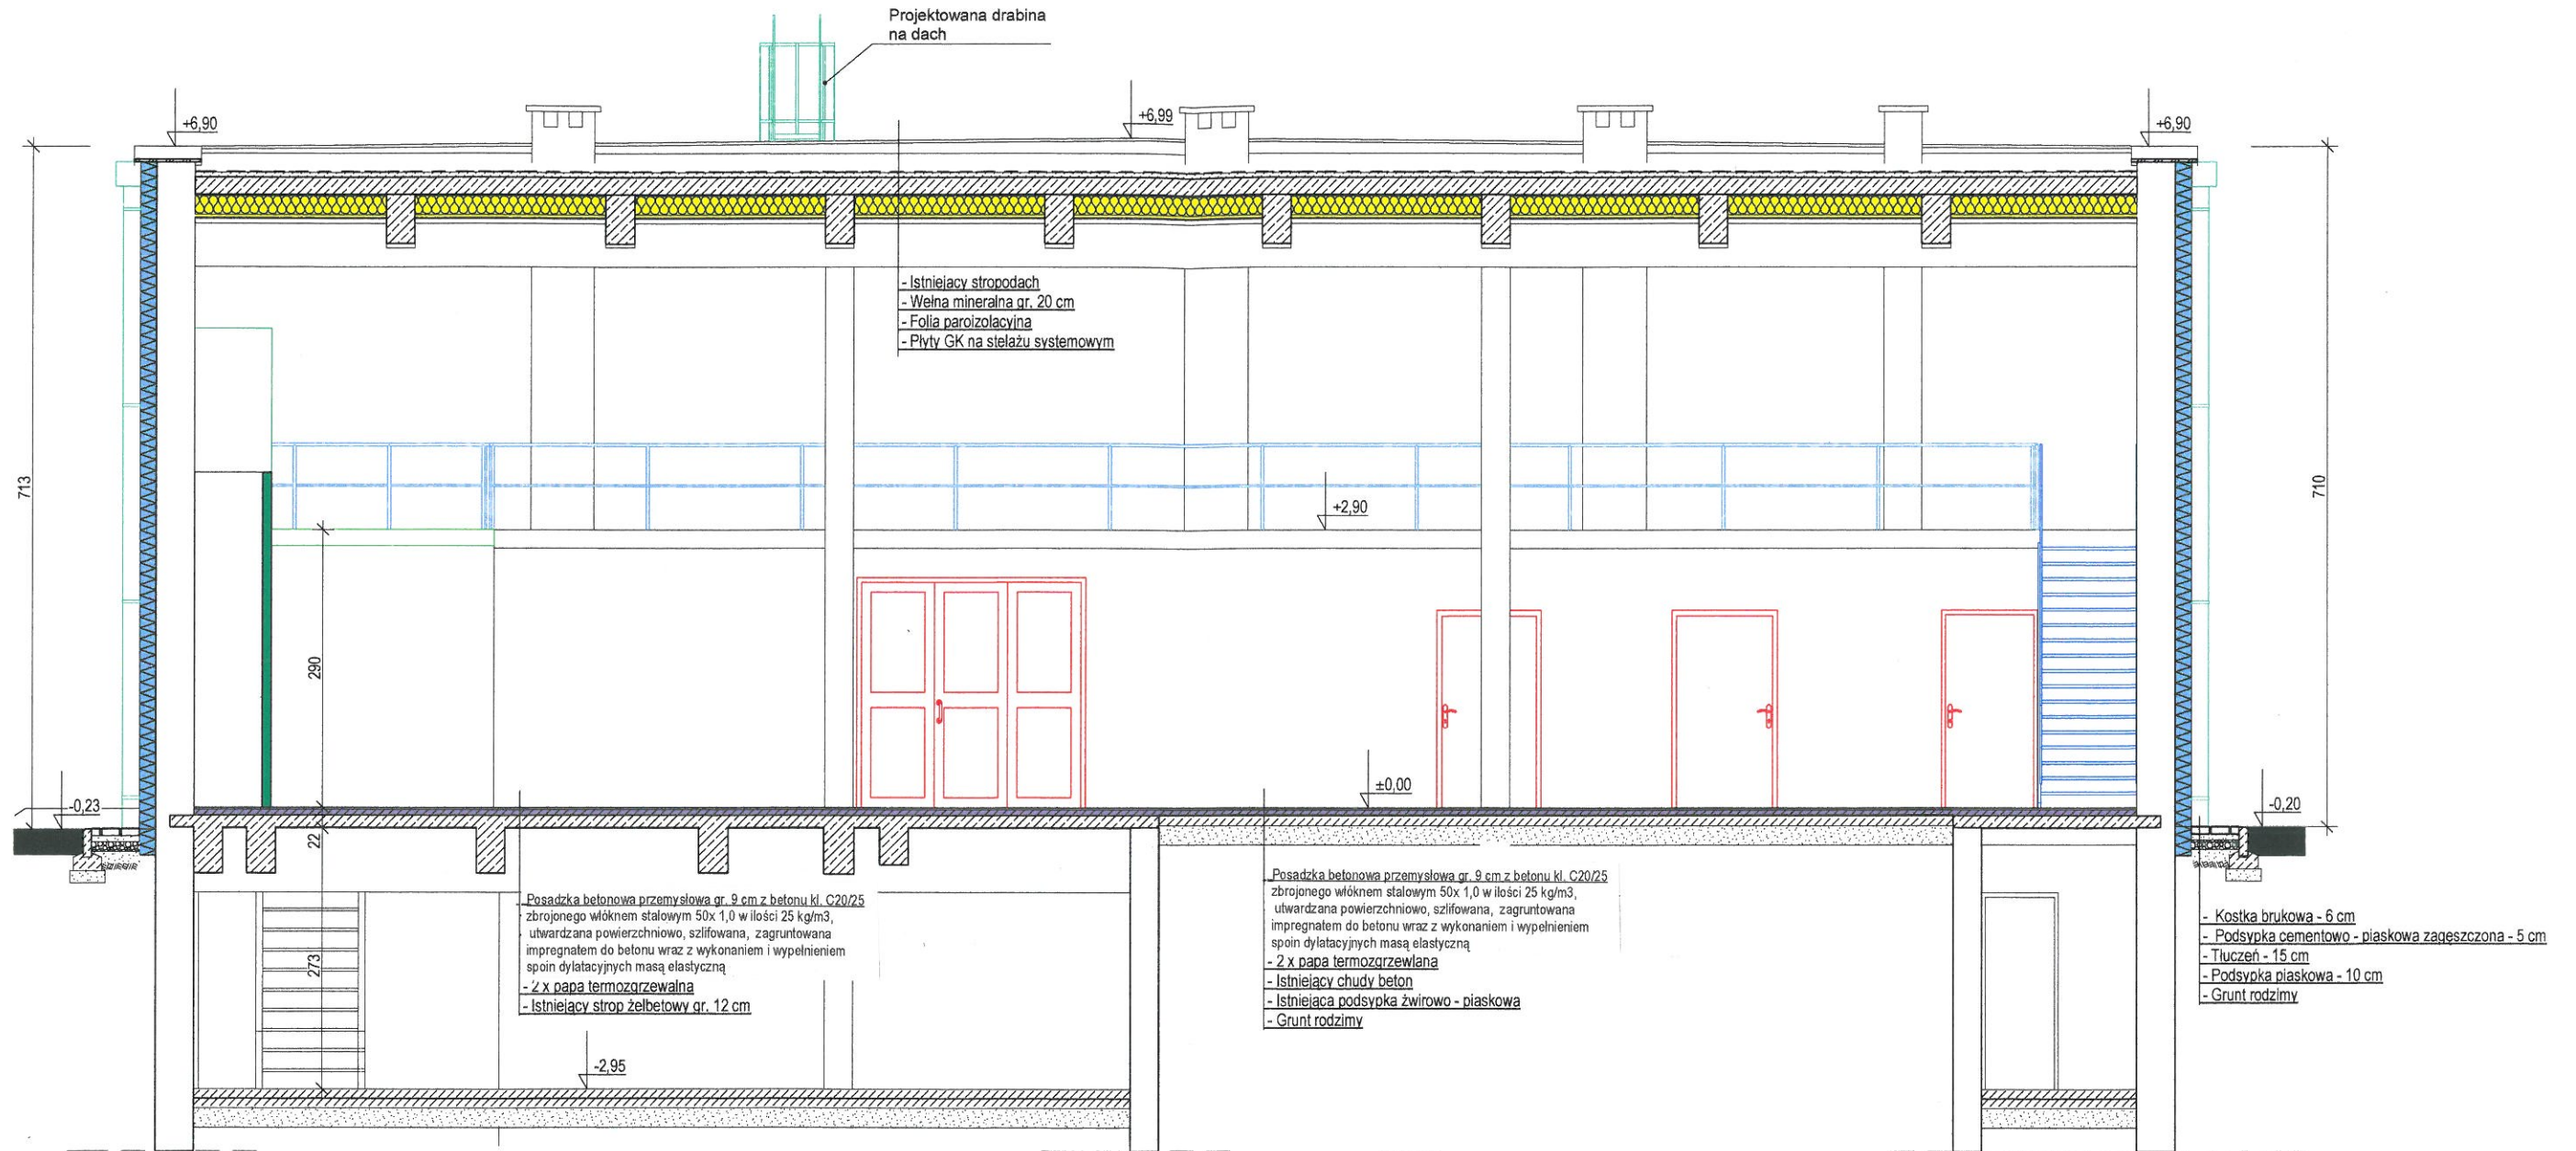 Projektowana drabina
na dach
+6,90
+6,99
+6,90
- Istniejacy stropodach
- Wełna mineralna gr. 20 cm
- Folia paroizolacyjna
- Płyty GK na stelażu systemowym
713
710
+2,90
290
±0,00
-0,23
-0,20
22
273
Posadzka betonowa przemysłowa gr. 9 cm z betonu kl. C20/25
zbrojonego włóknem stalowym 50x 1,0 w ilości 25 kg/m3,
utwardzana powierzchniowo, szlifowana, zagruntowana
impregnatem do betonu wraz z wykonaniem i wypełnieniem
spoin dylatacyjnych masą elastyczną
- 2 x papa termozgrzewalna
- Istniejący strop żelbetowy gr. 12 cm
Posadzka betonowa przemysłowa gr. 9 cm z betonu kl. C20/25
zbrojonego włóknem stalowym 50x 1,0 w ilości 25 kg/m3,
utwardzana powierzchniowo, szlifowana, zagruntowana
impregnatem do betonu wraz z wykonaniem i wypełnieniem
spoin dylatacyjnych masą elastyczną
- 2 x papa termozgrzewlana
- Istniejący chudy beton
- Istniejąca podsypka żwirowo - piaskowa
- Grunt rodzimy
- Kostka brukowa - 6 cm
- Podsypka cementowo - piaskowa zagęszczona - 5 cm
- Tłuczeń - 15 cm
- Podsypka piaskowa - 10 cm
- Grunt rodzimy
-2,95